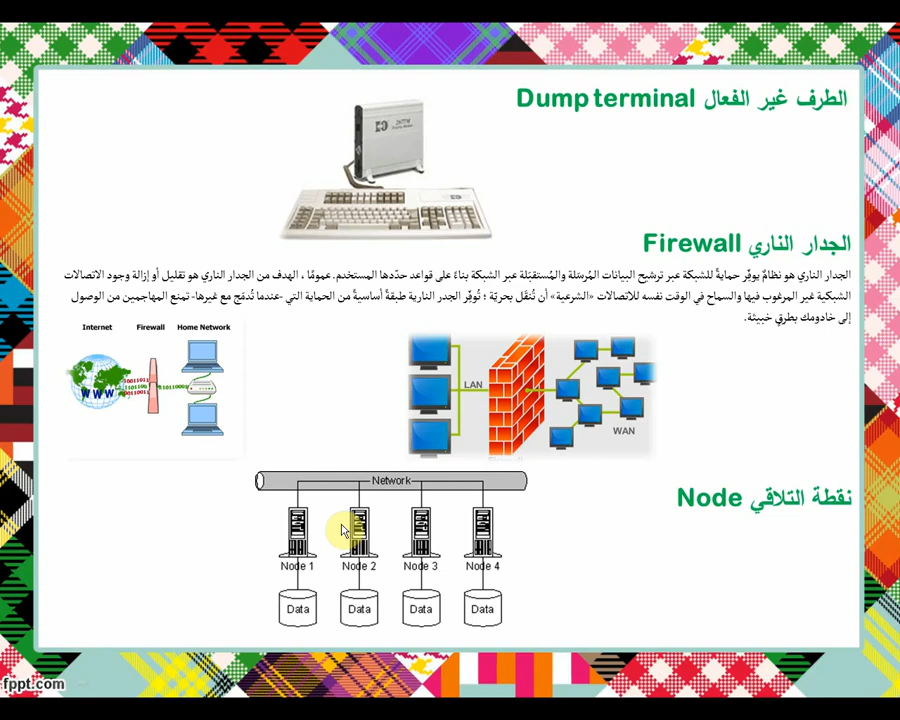 الطرف غير الفعال Dump terminal
الجدار الناري Firewall
الجدار الناري هو نظامٌ يوفِّر حمايةً للشبكة عبر ترشيح البيانات المُرسَلة والمُستقبَلة عبر الشبكة بناءً على قواعد حدّدها المستخدم. عمومًا ، الهدف من الجدار الناري هو تقليل أو إزالة وجود الاتصالات
الشبكية غير المرغوب فيها والسماح في الوقت نفسه للاتصالات «الشرعية» أن تُنقَل بحريّة ؛ تُوفِّر الجدر النارية طبقةً أساسيةً من الحماية التي -عندما تُدمَج مع غيرها- تمنع المهاجمين من الوصول
إلى خادومك بطرقٍ خبيثة.
Internet Firewall Home Network
WWW
LAN
WAN
نقطة التلاقي Node
Network
Node 1 Node 2 Node 3 Node 4
Data Data Data Data
fppt.com